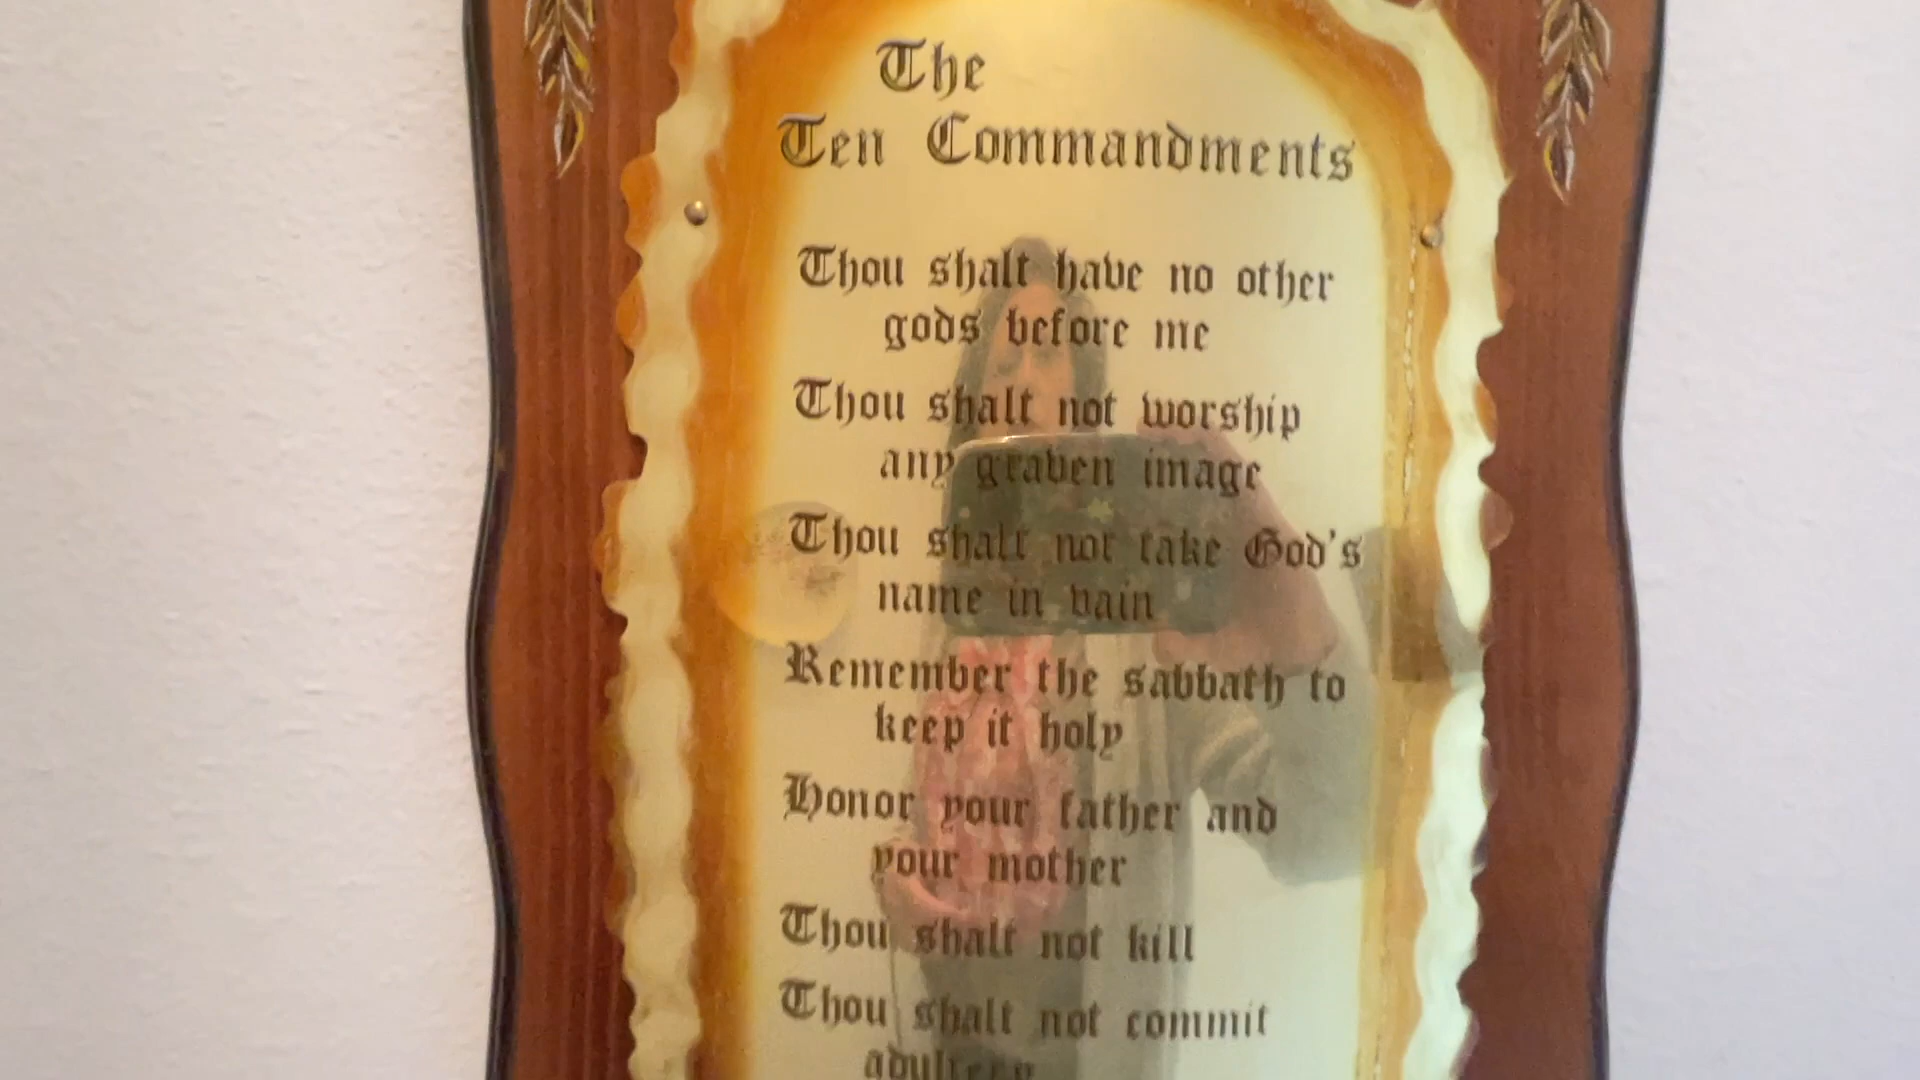 The
Ten Commandments
Thou shalt have no other
gods before me
Thou shalt not worship
any graven image
Thou shalt not take God's
name in vain
Remember the sabbath to
keep it holy
Honor your father and
your mother
Thou shalt not kill
Thou shalt not commit
adultery